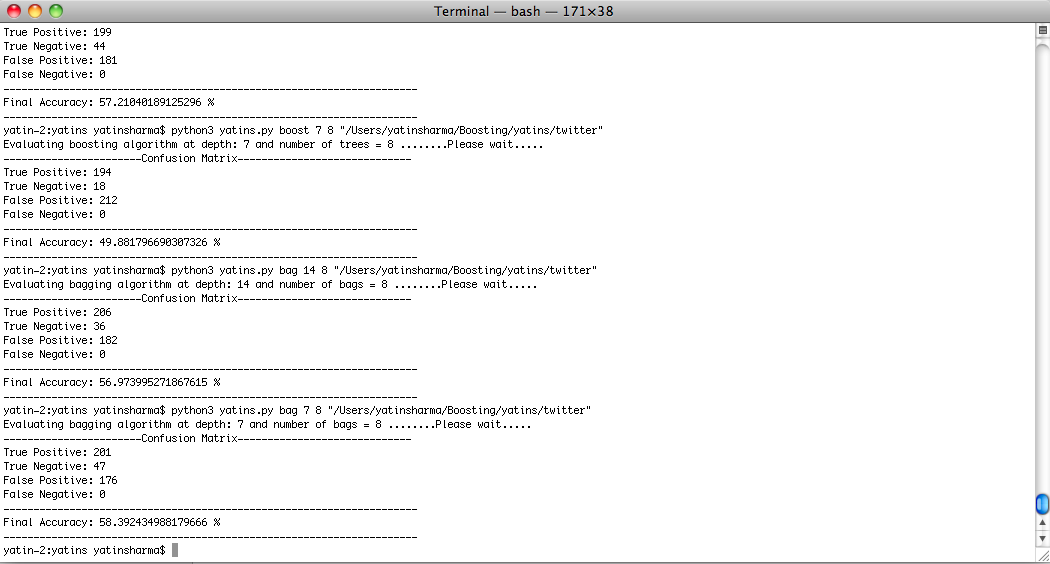 Terminal — bash — 171×38
True Positive: 199
True Negative: 44
False Positive: 181
False Negative: 0
---------------------------------------------------------------------
Final Accuracy: 57.21040189125296 %
---------------------------------------------------------------------
yatin-2:yatins yatinsharma$ python3 yatins.py boost 7 8 "/Users/yatinsharma/Boosting/yatins/twitter"
Evaluating boosting algorithm at depth: 7 and number of trees = 8 ........Please wait.....
-----------------------Confusion Matrix-----------------------------
True Positive: 194
True Negative: 18
False Positive: 212
False Negative: 0
---------------------------------------------------------------------
Final Accuracy: 49.881796690307326 %
---------------------------------------------------------------------
yatin-2:yatins yatinsharma$ python3 yatins.py bag 14 8 "/Users/yatinsharma/Boosting/yatins/twitter"
Evaluating bagging algorithm at depth: 14 and number of bags = 8 ........Please wait.....
-----------------------Confusion Matrix-----------------------------
True Positive: 206
True Negative: 36
False Positive: 182
False Negative: 0
---------------------------------------------------------------------
Final Accuracy: 56.973995271867615 %
---------------------------------------------------------------------
yatin-2:yatins yatinsharma$ python3 yatins.py bag 7 8 "/Users/yatinsharma/Boosting/yatins/twitter"
Evaluating bagging algorithm at depth: 7 and number of bags = 8 ........Please wait.....
-----------------------Confusion Matrix-----------------------------
True Positive: 201
True Negative: 47
False Positive: 176
False Negative: 0
---------------------------------------------------------------------
Final Accuracy: 58.392434988179666 %
---------------------------------------------------------------------
yatin-2:yatins yatinsharma$